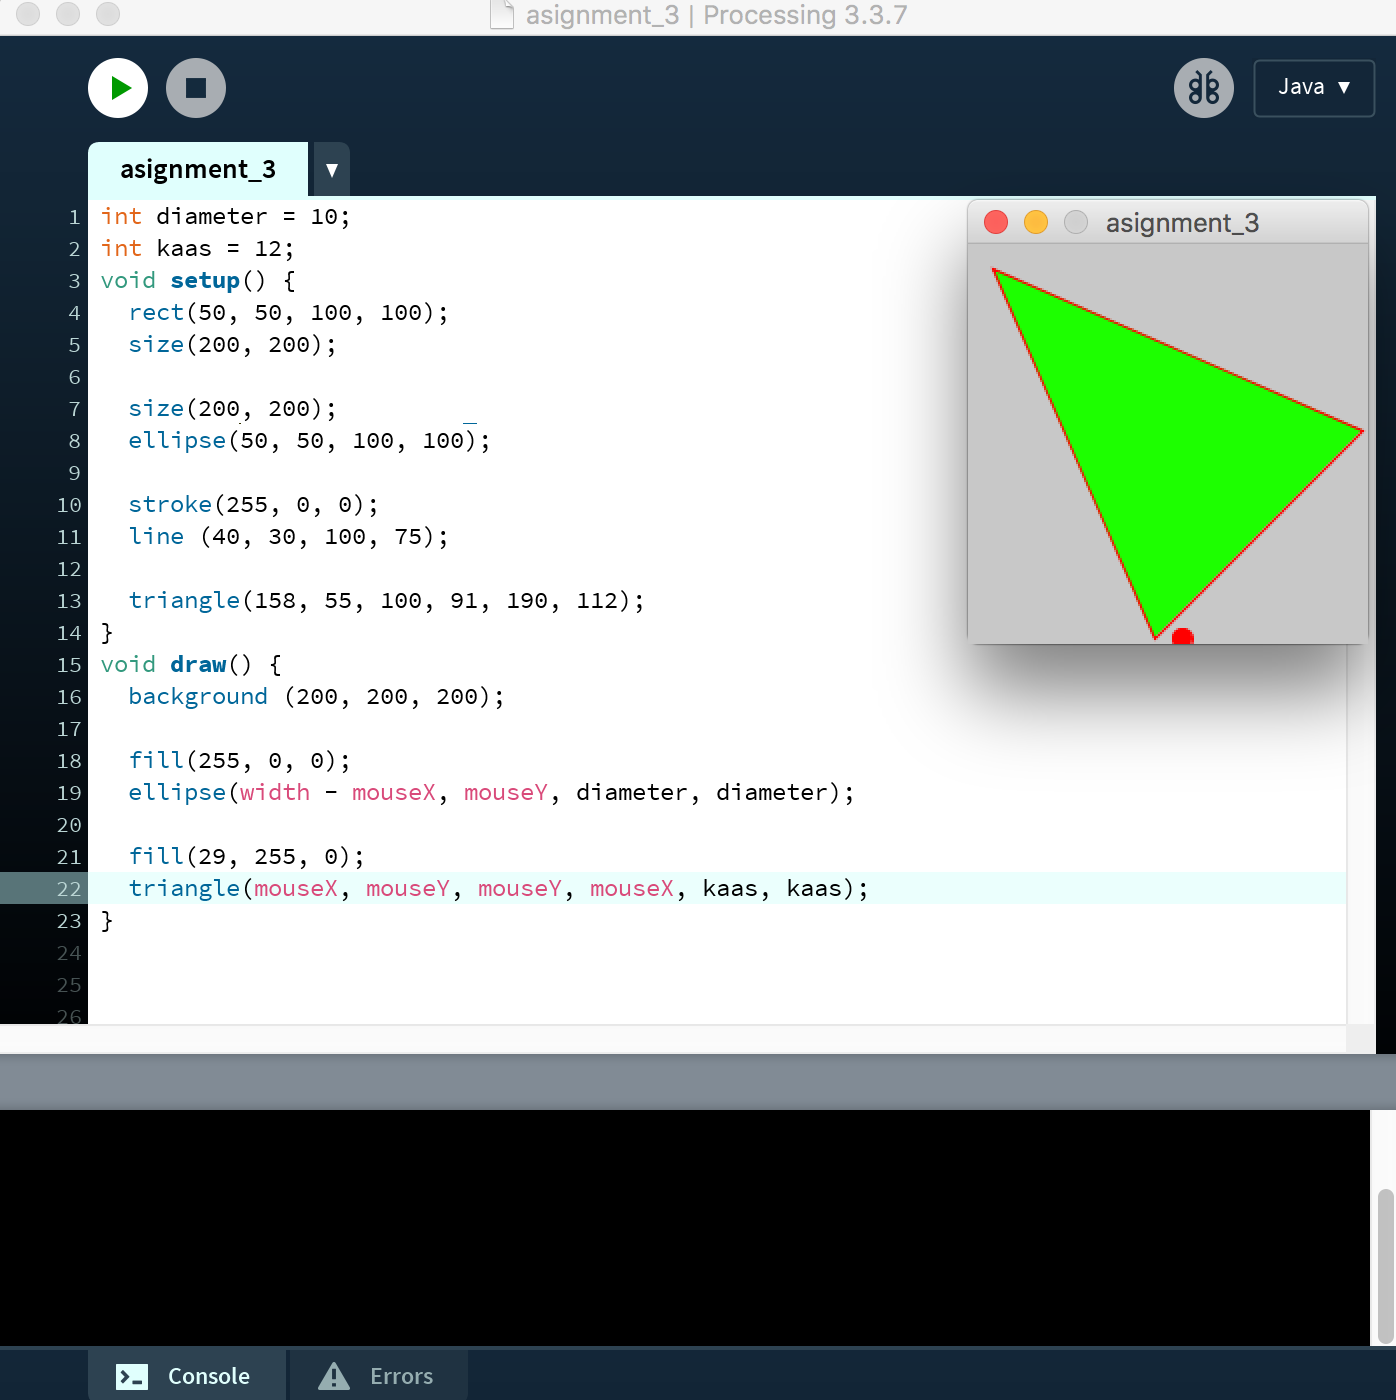 asignment_3 | Processing 3.3.7
Java ▼
asignment_3 ▼
1 int diameter = 10;
2 int kaas = 12;
3 void setup() {
4   rect(50, 50, 100, 100);
5   size(200, 200);
6
7   size(200, 200);
8   ellipse(50, 50, 100, 100);
9
10   stroke(255, 0, 0);
11   line (40, 30, 100, 75);
12
13   triangle(158, 55, 100, 91, 190, 112);
14 }
15 void draw() {
16   background (200, 200, 200);
17
18   fill(255, 0, 0);
19   ellipse(width - mouseX, mouseY, diameter, diameter);
20
21   fill(29, 255, 0);
22   triangle(mouseX, mouseY, mouseY, mouseX, kaas, kaas);
23 }
24
25
26
asignment_3
Console Errors